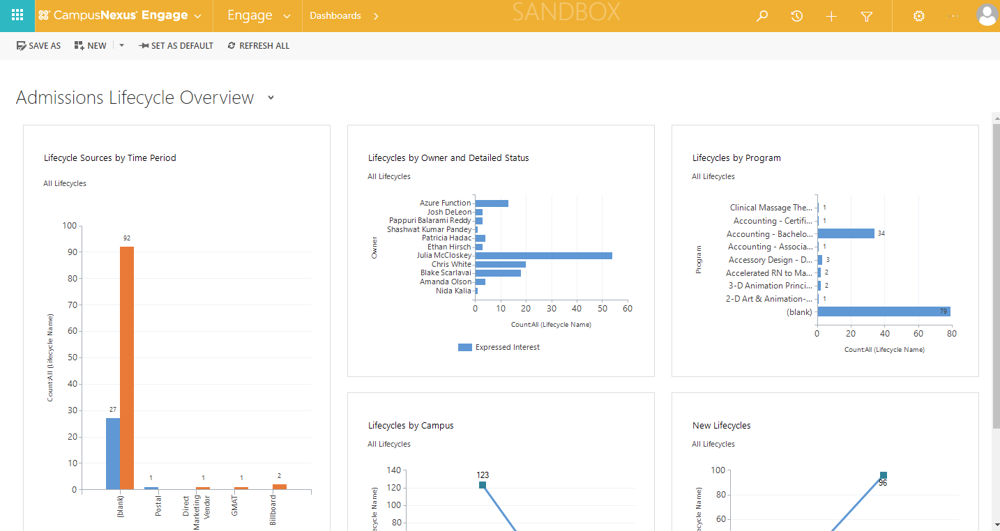 CampusNexus® Engage
Engage
Dashboards
SANDBOX
SAVE AS
NEW
SET AS DEFAULT
REFRESH ALL
Admissions Lifecycle Overview
Lifecycle Sources by Time Period
All Lifecycles
CountAll (Lifecycle Name)
100
90
80
70
60
50
40
30
20
10
0
27
92
1
1
1
2
(blank)
Postal
Direct
Marketing
Vendor
GMAT
Billboard
Lifecycles by Owner and Detailed Status
All Lifecycles
Owner
Azure Function
Josh DeLeon
Pappuri Balarami Reddy
Shashwat Kumar Pandey
Patricia Hadac
Ethan Hirsch
Julia McCloskey
Chris White
Blake Scarlavai
Amanda Olson
Nida Kalia
0 10 20 30 40 50 60
CountAll (Lifecycle Name)
Expressed Interest
Lifecycles by Program
All Lifecycles
Program
Clinical Massage The... 1
Accounting - Certifi... 1
Accounting - Bachelo... 34
Accounting - Associa... 1
Accessory Design - D... 3
Accelerated RN to Ma... 2
3-D Animation Princi... 2
2-D Art & Animation-... 1
(blank) 79
0 20 40 60 80
CountAll (Lifecycle Name)
Lifecycles by Campus
All Lifecycles
140
120
100
80
123
ecycle Name)
New Lifecycles
All Lifecycles
100
80
60
96
ecycle Name)